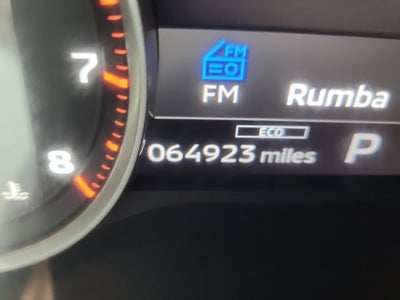 7
FM
FM Rumba
ECO
8 064923 miles P